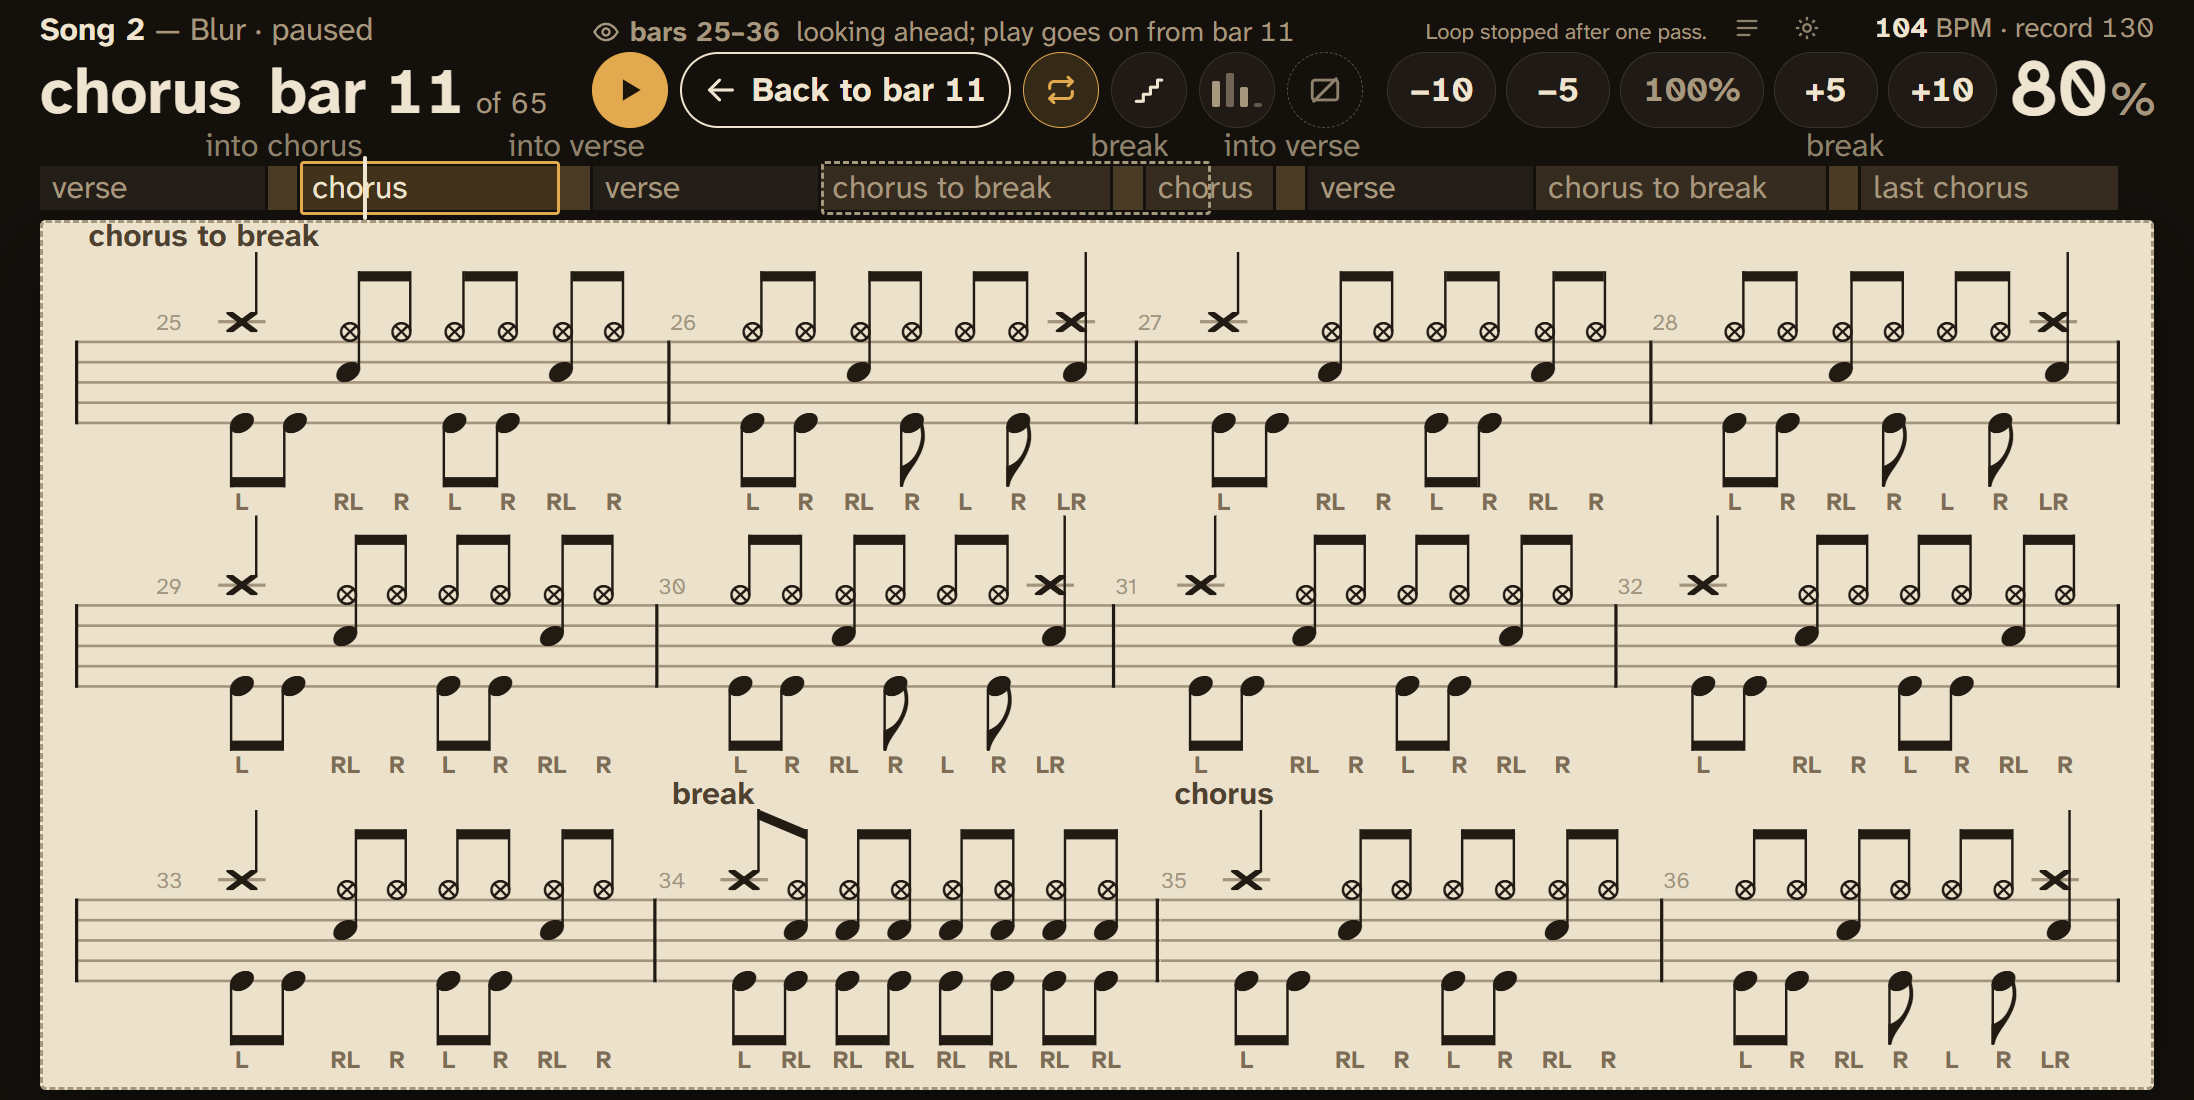 Song 2 — Blur · paused
bars 25–36 looking ahead; play goes on from bar 11
Loop stopped after one pass.
104 BPM · record 130
chorus bar 11 of 65
Back to bar 11
−10
−5
100%
+5
+10
80%
into chorus
into verse
break
into verse
break
verse
chorus
verse
chorus to break
chorus
verse
chorus to break
last chorus
chorus to break
25 26 27 28
L RL R L R RL R L R RL R L R LR L RL R L R RL R L R RL R L R LR
29 30 31 32
L RL R L R RL R L R RL R L R LR L RL R L R RL R L RL R L R RL R
break
chorus
33 34 35 36
L RL R L R RL R L RL RL RL RL RL RL RL L RL R L R RL R L R RL R L R LR